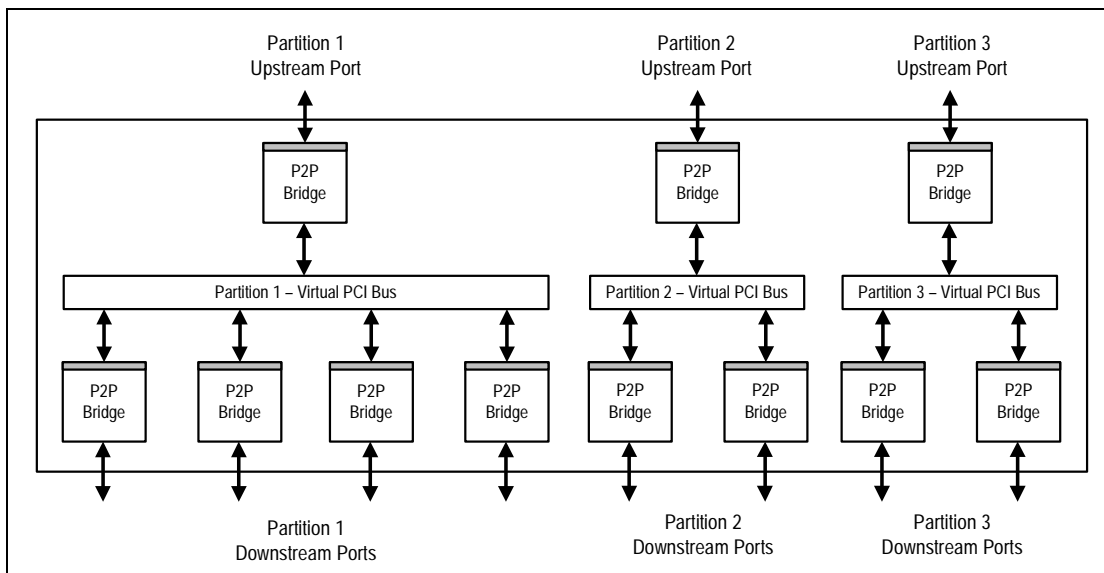 Partition 1
Upstream Port
Partition 2
Upstream Port
Partition 3
Upstream Port
P2P
Bridge
P2P
Bridge
P2P
Bridge
Partition 1 – Virtual PCI Bus
Partition 2 – Virtual PCI Bus
Partition 3 – Virtual PCI Bus
P2P
Bridge
P2P
Bridge
P2P
Bridge
P2P
Bridge
P2P
Bridge
P2P
Bridge
P2P
Bridge
P2P
Bridge
Partition 1
Downstream Ports
Partition 2
Downstream Ports
Partition 3
Downstream Ports